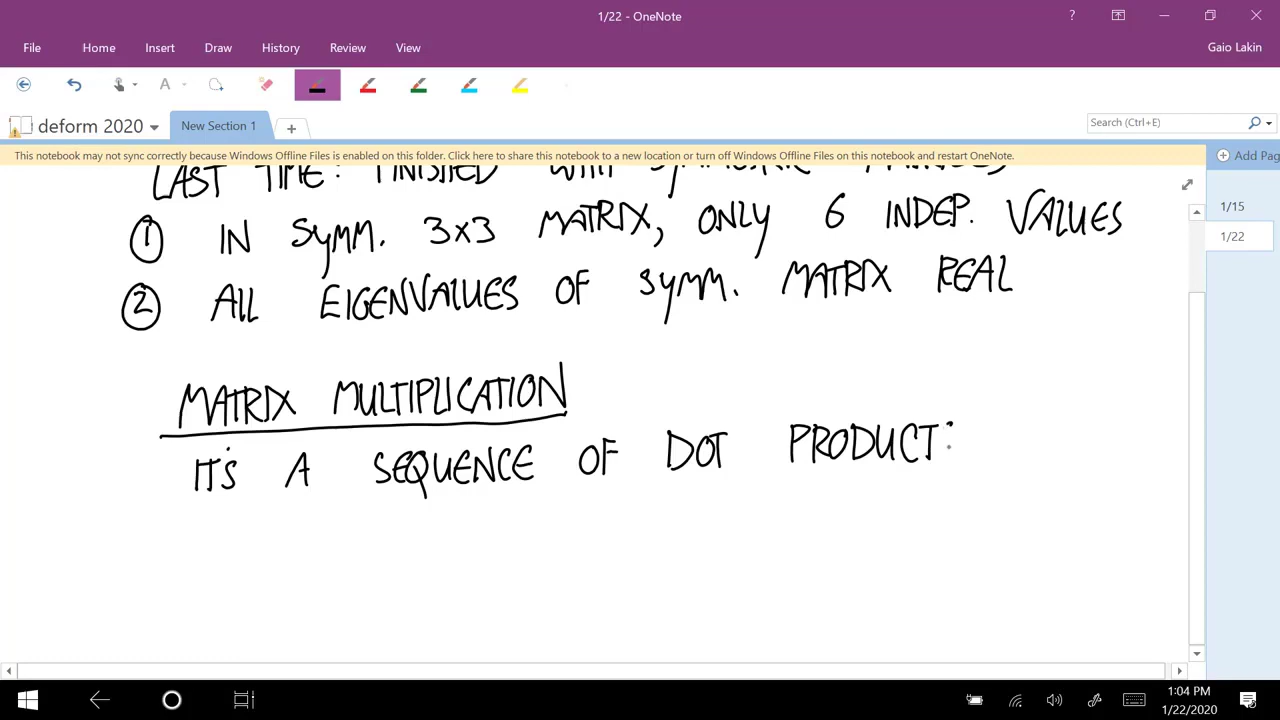 1/22 - OneNote
?
File Home Insert Draw History Review View Gaio Lakin
A
deform 2020 New Section 1 + Search (Ctrl+E)
This notebook may not sync correctly because Windows Offline Files is enabled on this folder. Click here to share this notebook to a new location or turn off Windows Offline Files on this notebook and restart OneNote.
Add Pag
1/15
1/22
LAST TIME: FINISHED WITH
① IN SYMM. 3x3 MATRIX, ONLY 6 INDEP. VALUES
② ALL EIGENVALUES OF SYMM. MATRIX REAL
MATRIX MULTIPLICATION
IT'S A SEQUENCE OF DOT PRODUCT:
1:04 PM
1/22/2020